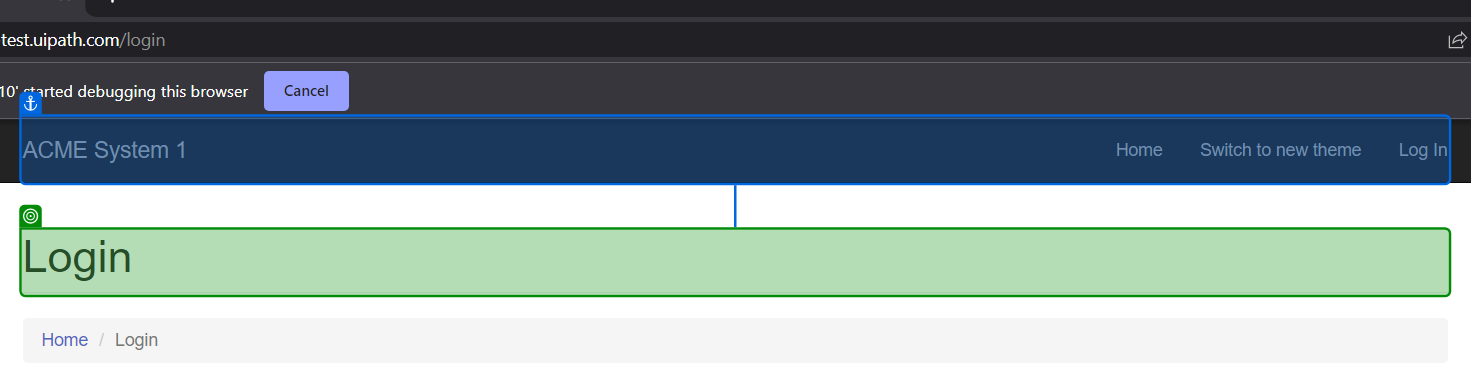 test.uipath.com/login
10' started debugging this browser Cancel
ACME System 1 Home Switch to new theme Log In
Login
Home / Login